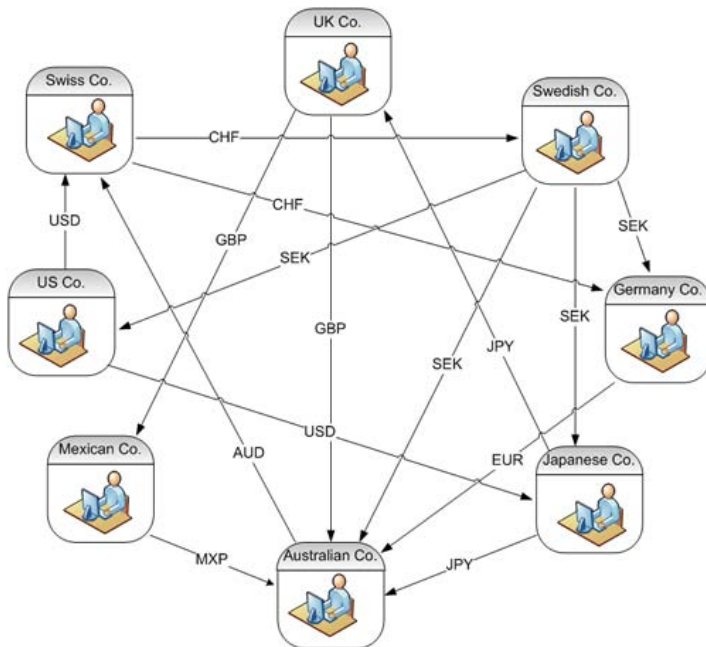 UK Co.
Swiss Co.
Swedish Co.
CHF
CHF
USD
GBP
SEK
SEK
US Co.
Germany Co.
GBP
SEK
JPY
SEK
USD
Mexican Co.
AUD
EUR
Japanese Co.
MXP
Australian Co.
JPY